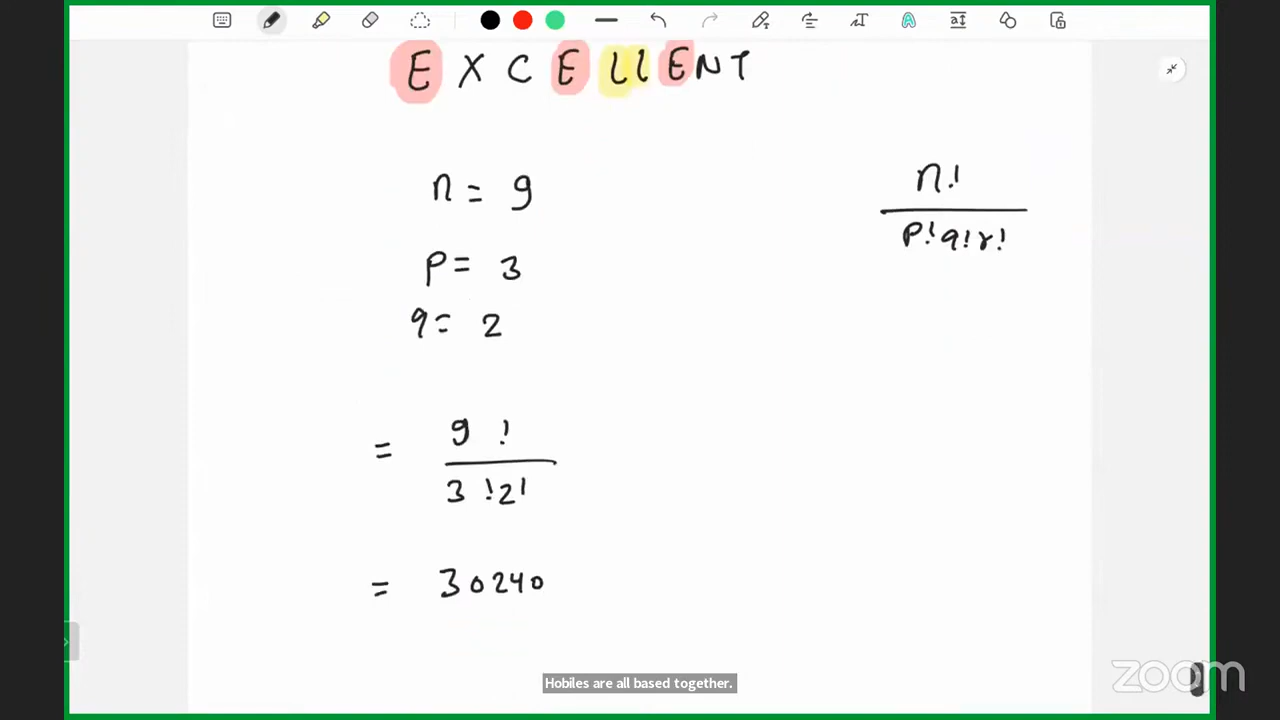 EXCELLENT
n = 9
n!
p!q!r!
p = 3
q = 2
= 9!
3!2!
= 30240
Hobiles are all based together.
zoom